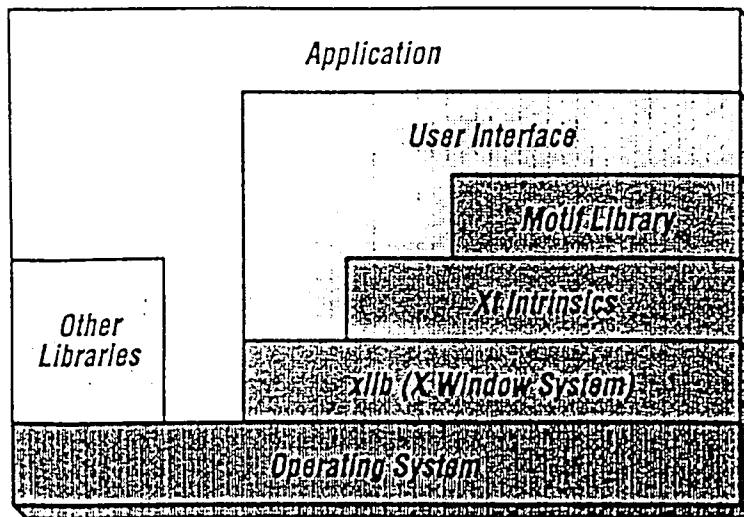 Application
User Interface
Motif Library
Xt Intrinsics
Other
Libraries
xlib (X Window System)
Operating System